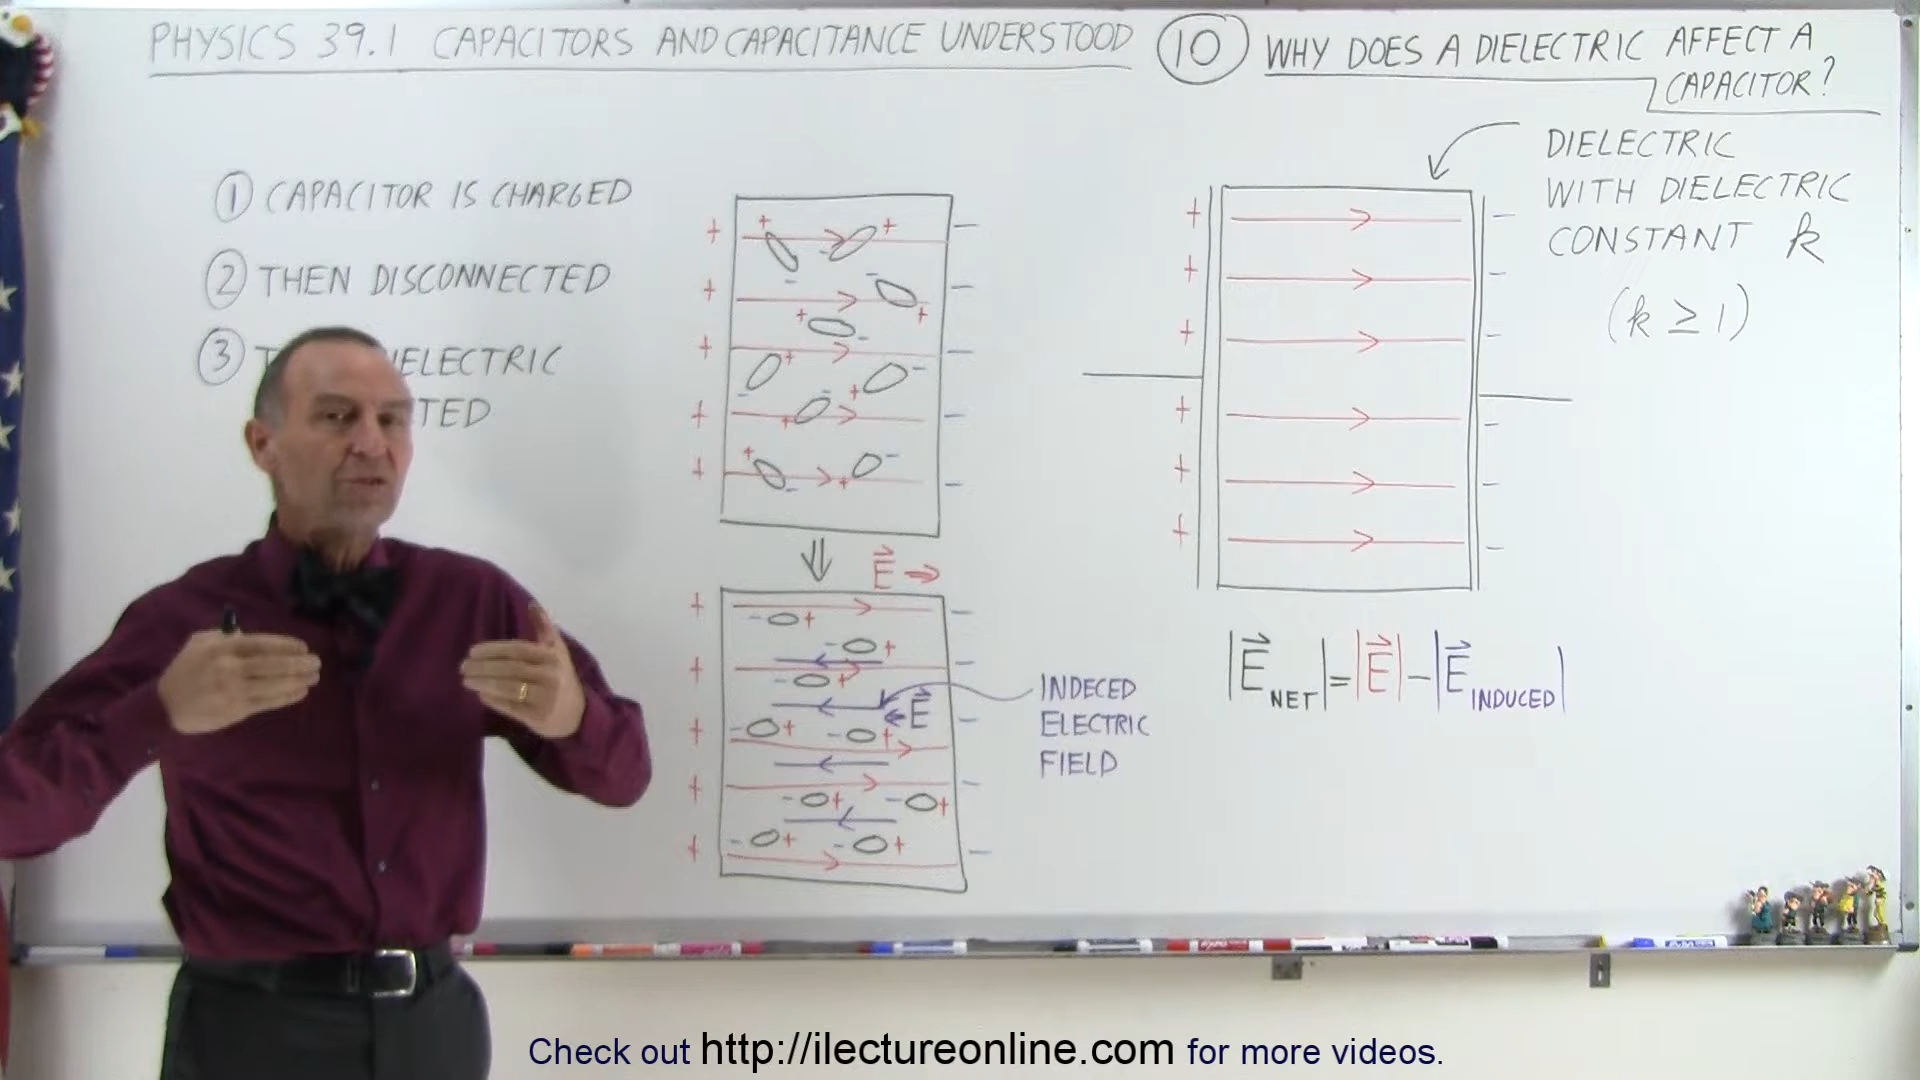 PHYSICS 39.1 CAPACITORS AND CAPACITANCE UNDERSTOOD
10 WHY DOES A DIELECTRIC AFFECT A
CAPACITOR?
1 CAPACITOR IS CHARGED
2 THEN DISCONNECTED
3 DIELECTRIC
TED
DIELECTRIC
WITH DIELECTRIC
CONSTANT k
(k ≥ 1)
E⃗ ⇒
⇐ E⃗
INDECED
ELECTRIC
FIELD
|E⃗ NET| = |E⃗| − |E⃗ INDUCED|
Check out http://ilectureonline.com for more videos.